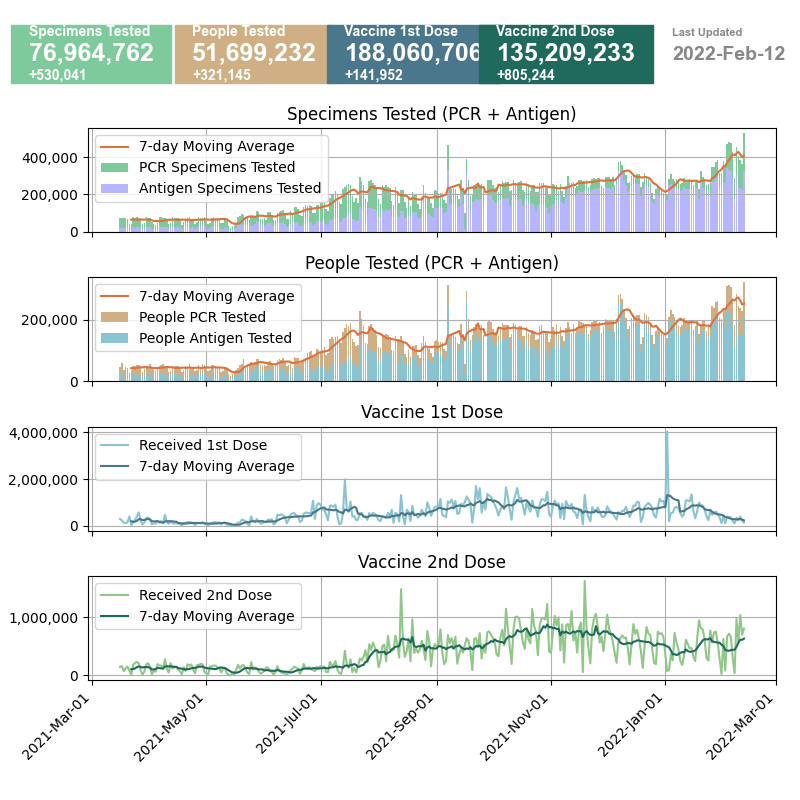 Specimens Tested
76,964,762
+530,041
People Tested
51,699,232
+321,145
Vaccine 1st Dose
188,060,706
+141,952
Vaccine 2nd Dose
135,209,233
+805,244
Last Updated
2022-Feb-12
Specimens Tested (PCR + Antigen)
7-day Moving Average
PCR Specimens Tested
Antigen Specimens Tested
400,000
200,000
0
People Tested (PCR + Antigen)
7-day Moving Average
People PCR Tested
People Antigen Tested
200,000
0
Vaccine 1st Dose
Received 1st Dose
7-day Moving Average
4,000,000
2,000,000
0
Vaccine 2nd Dose
Received 2nd Dose
7-day Moving Average
1,000,000
0
2021-Mar-01
2021-May-01
2021-Jul-01
2021-Sep-01
2021-Nov-01
2022-Jan-01
2022-Mar-01